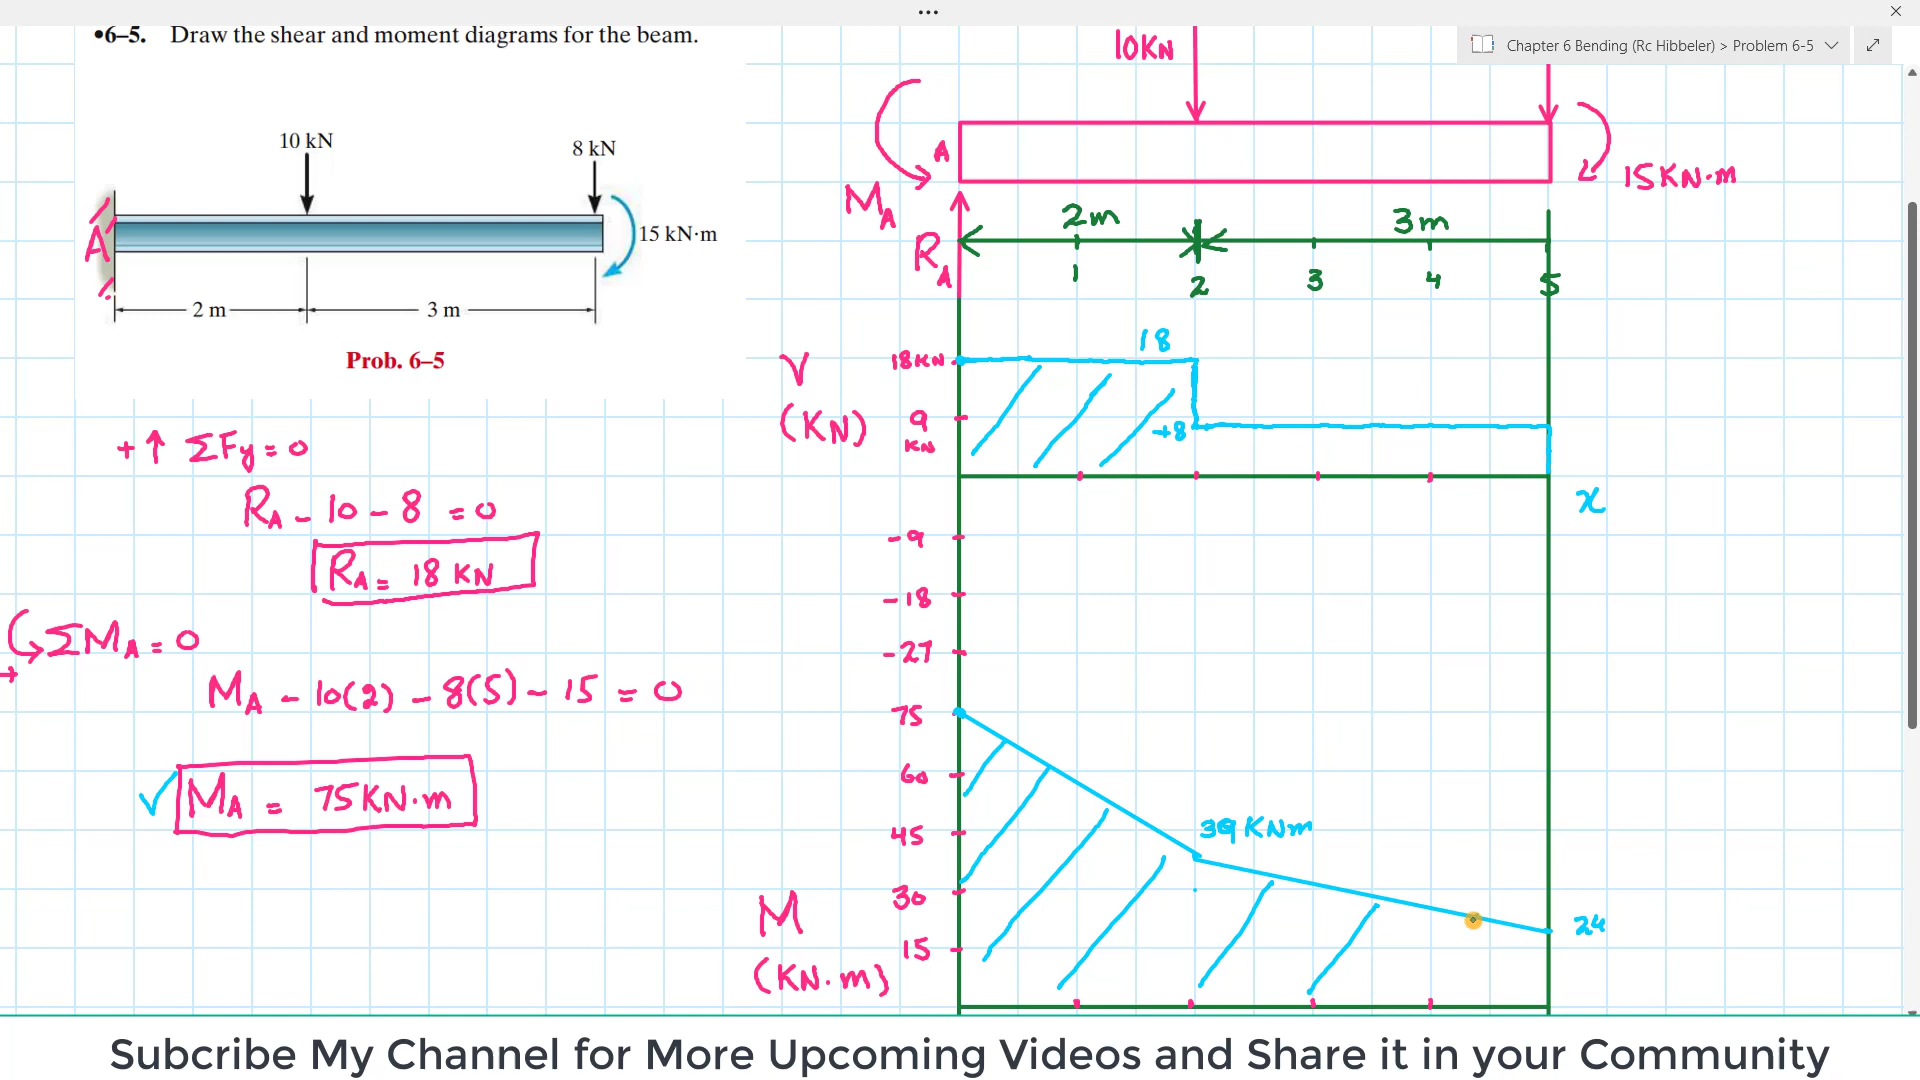 •6–5. Draw the shear and moment diagrams for the beam.
Chapter 6 Bending (Rc Hibbeler) > Problem 6-5
10 kN
8 kN
15 kN·m
A
2 m
3 m
Prob. 6–5
+ ↑ ΣFy = 0
RA - 10 - 8 = 0
RA = 18 KN
+ ΣMA = 0
MA - 10(2) - 8(5) - 15 = 0
√ MA = 75 KN·m
10KN
A
15KN·m
MA
RA
2m
3m
1
2
3
4
5
V
(KN)
18KN
18
9
KN
+8
x
-9
-18
-27
75
60
45
30
15
39 KNm
24
M
(KN·m)
Subcribe My Channel for More Upcoming Videos and Share it in your Community